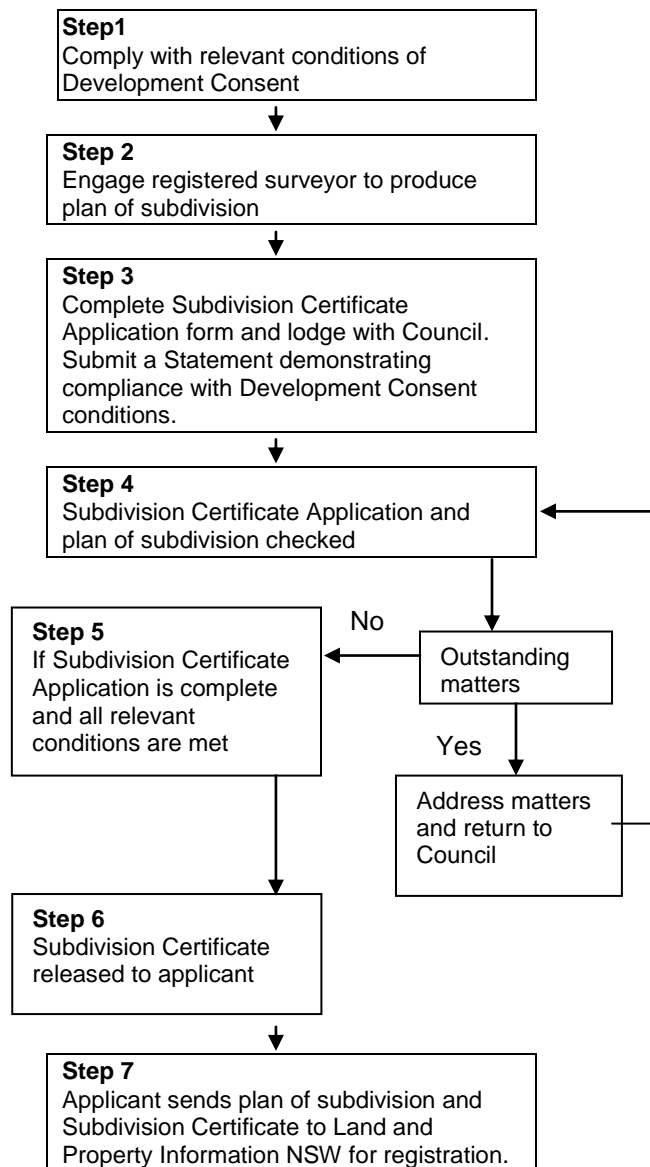 Step1
Comply with relevant conditions of
Development Consent
Step 2
Engage registered surveyor to produce
plan of subdivision
Step 3
Complete Subdivision Certificate
Application form and lodge with Council.
Submit a Statement demonstrating
compliance with Development Consent
conditions.
Step 4
Subdivision Certificate Application and
plan of subdivision checked
No
Outstanding
matters
Step 5
If Subdivision Certificate
Application is complete
and all relevant
conditions are met
Yes
Address matters
and return to
Council
Step 6
Subdivision Certificate
released to applicant
Step 7
Applicant sends plan of subdivision and
Subdivision Certificate to Land and
Property Information NSW for registration.